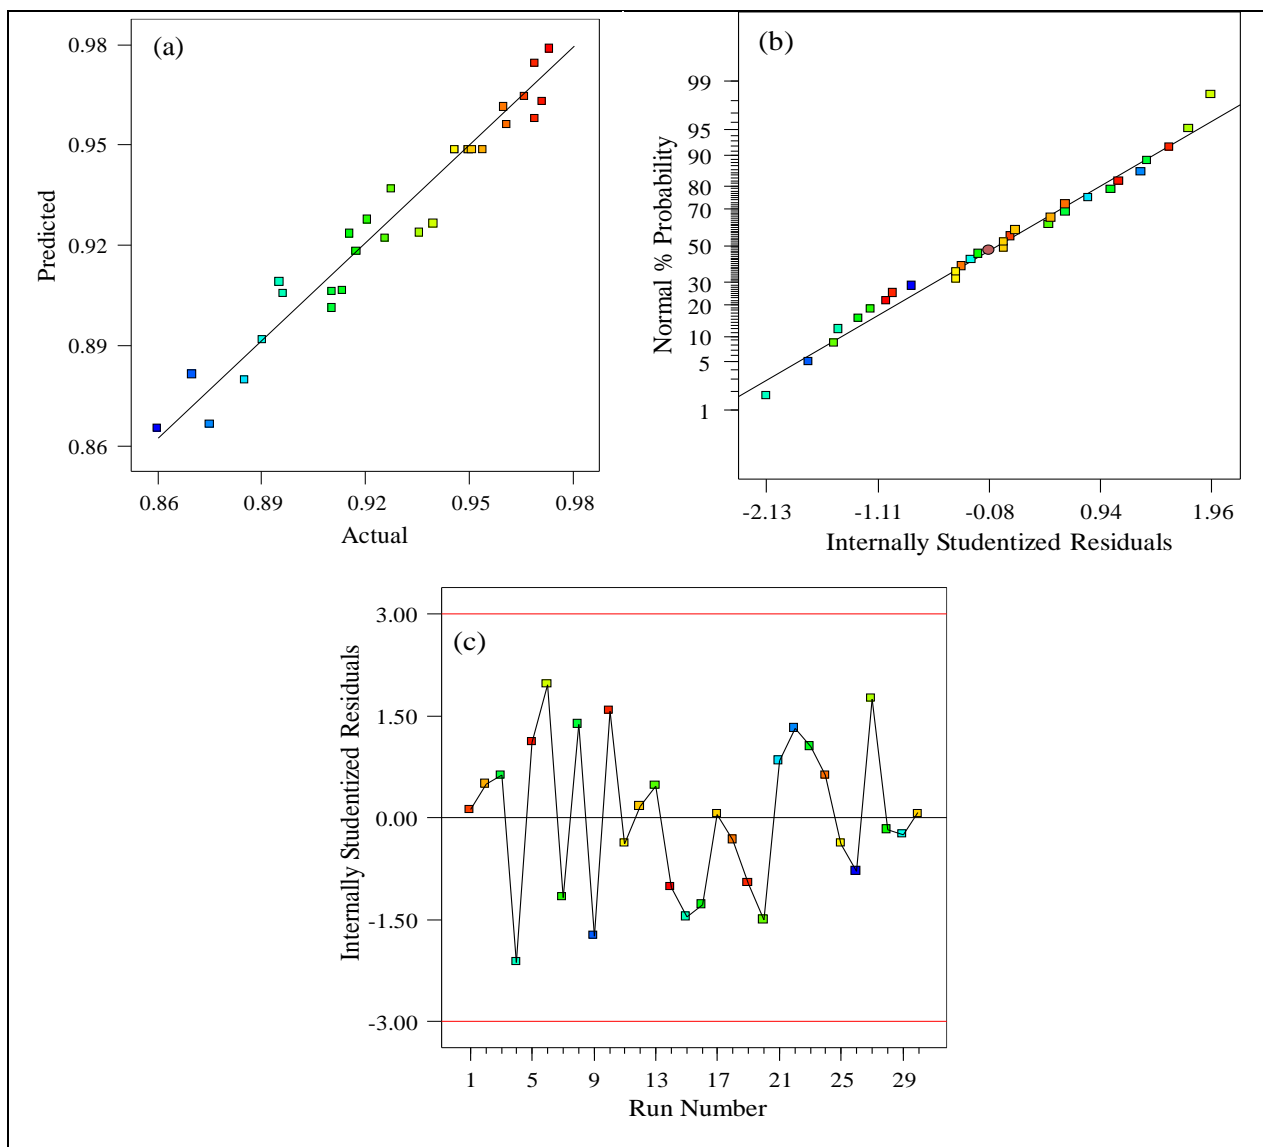 (a)
0.98
0.95
0.92
0.89
0.86
Predicted
0.86 0.89 0.92 0.95 0.98
Actual
(b)
99
95
90
80
70
50
30
20
10
5
1
Normal % Probability
-2.13 -1.11 -0.08 0.94 1.96
Internally Studentized Residuals
(c)
3.00
1.50
0.00
-1.50
-3.00
Internally Studentized Residuals
1 5 9 13 17 21 25 29
Run Number